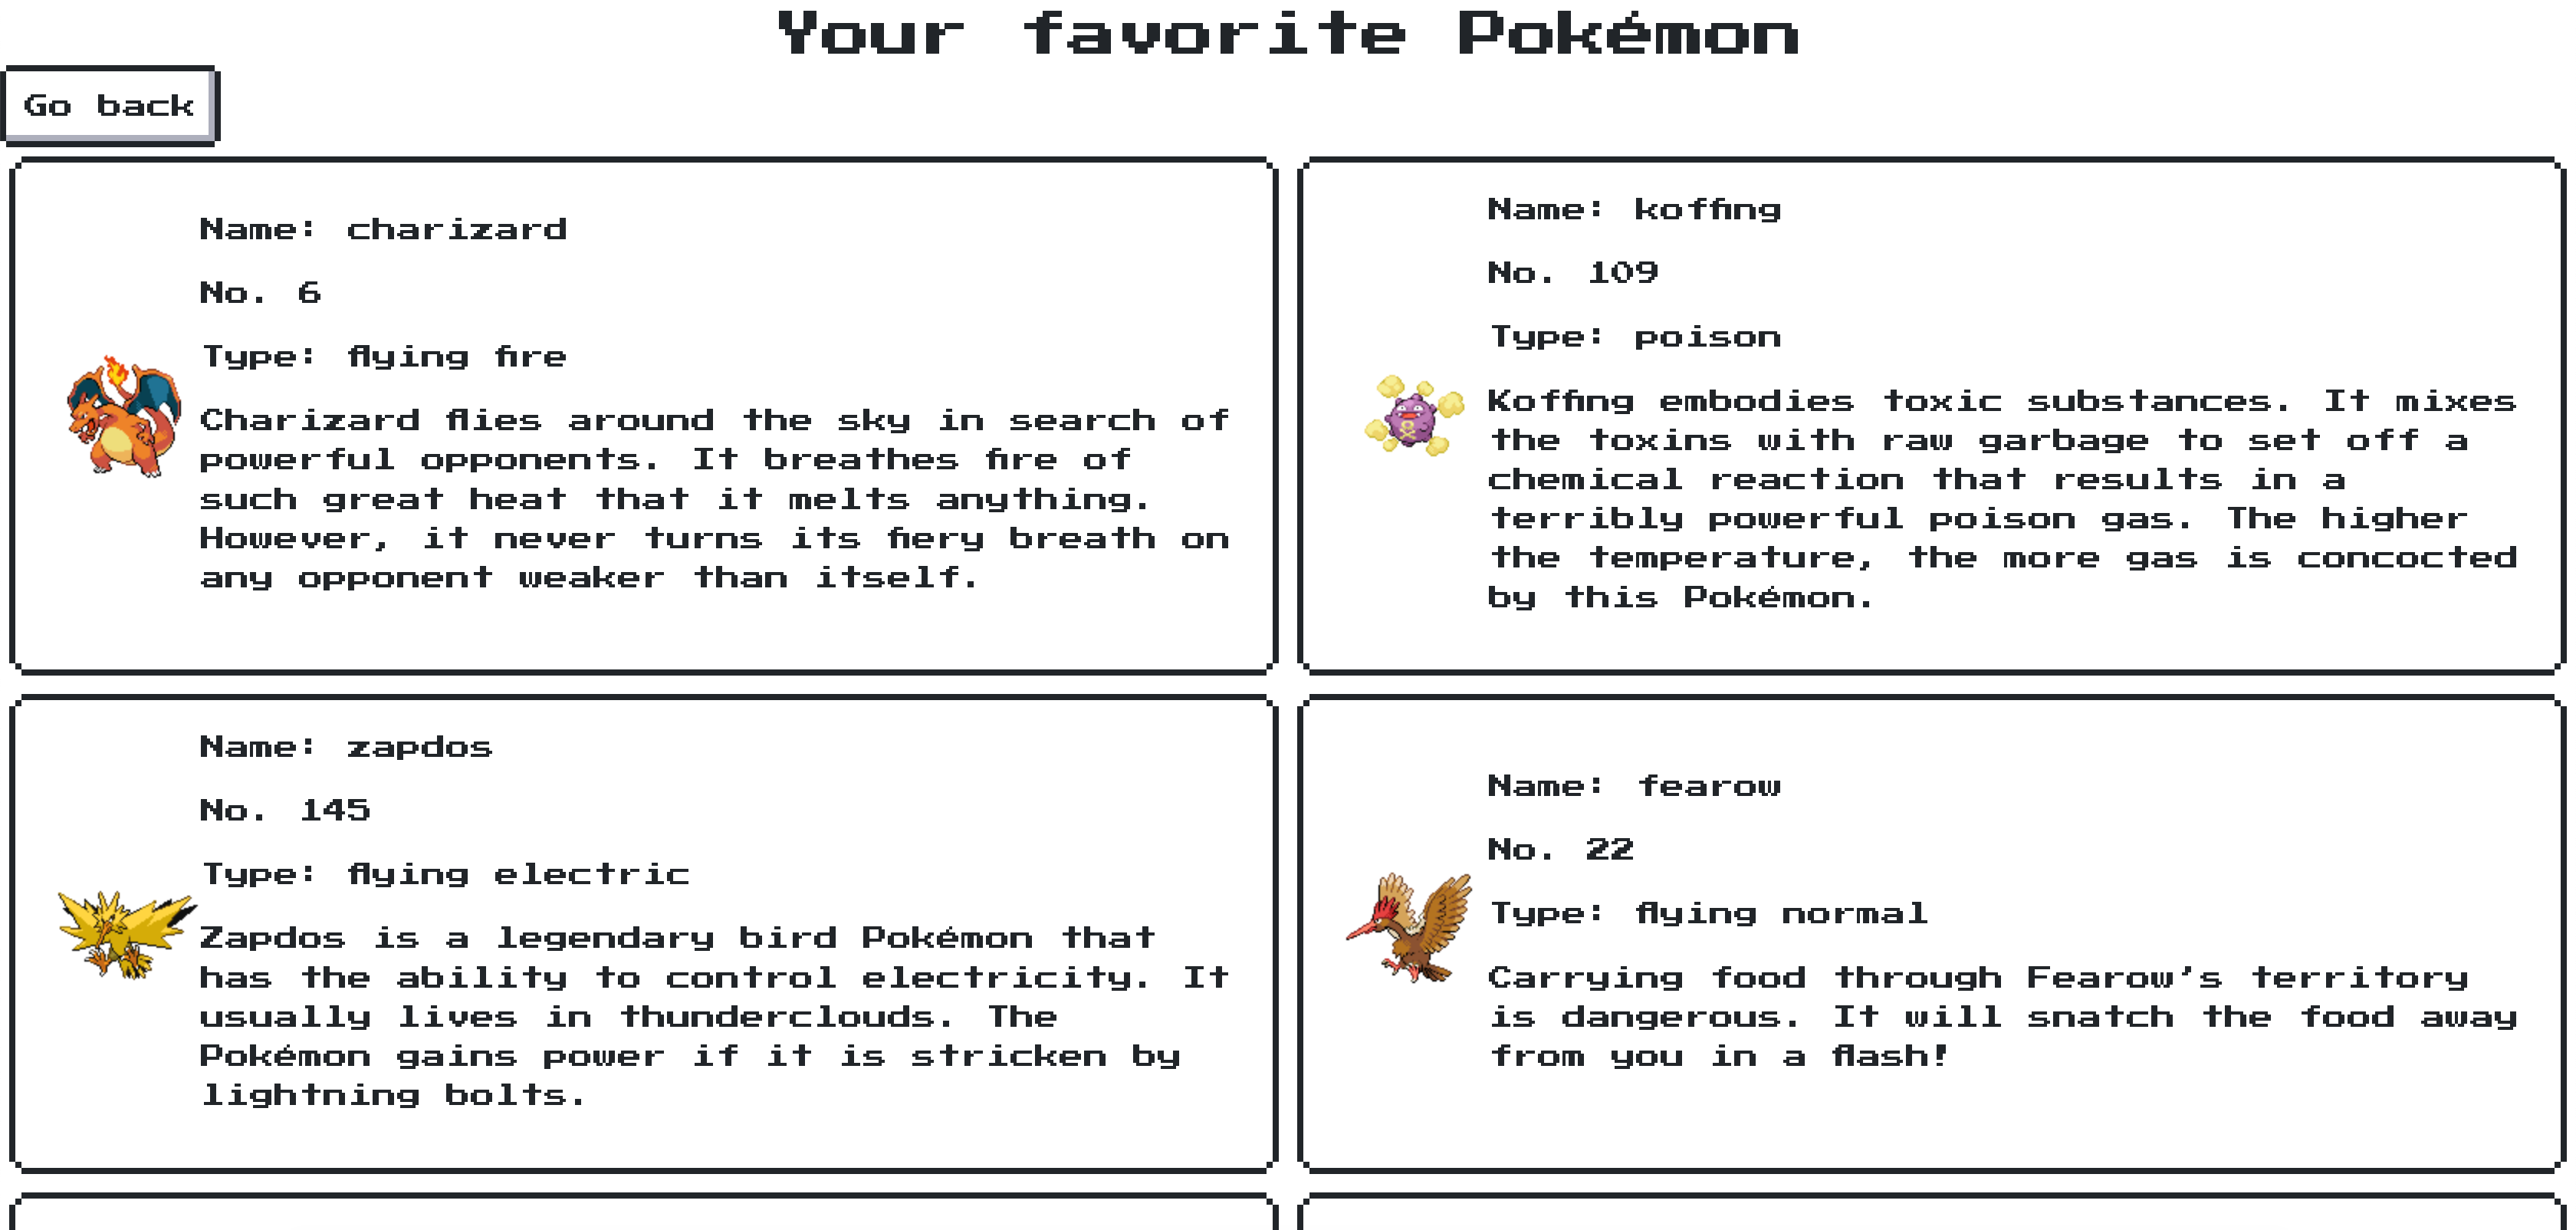 Your favorite Pokémon
Go back
Name: charizard
No. 6
Type: flying fire
Charizard flies around the sky in search of
powerful opponents. It breathes fire of
such great heat that it melts anything.
However, it never turns its fiery breath on
any opponent weaker than itself.
Name: koffing
No. 109
Type: poison
Koffing embodies toxic substances. It mixes
the toxins with raw garbage to set off a
chemical reaction that results in a
terribly powerful poison gas. The higher
the temperature, the more gas is concocted
by this Pokémon.
Name: zapdos
No. 145
Type: flying electric
Zapdos is a legendary bird Pokémon that
has the ability to control electricity. It
usually lives in thunderclouds. The
Pokémon gains power if it is stricken by
lightning bolts.
Name: fearow
No. 22
Type: flying normal
Carrying food through Fearow's territory
is dangerous. It will snatch the food away
from you in a flash!